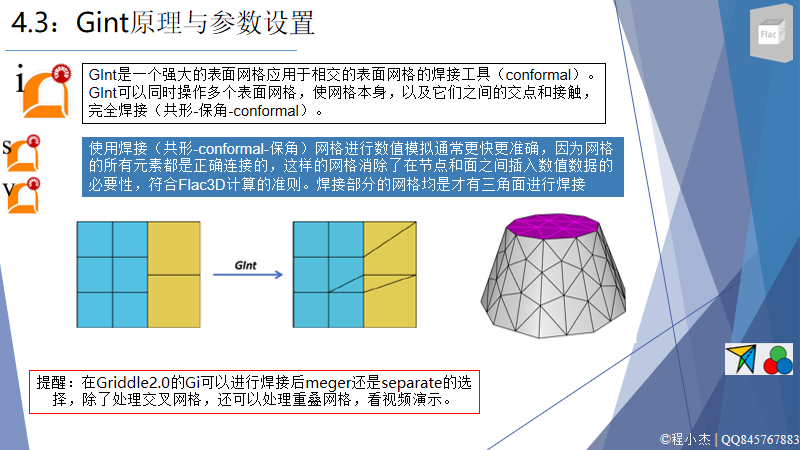 4.3：Gint原理与参数设置
Flac
i
GInt是一个强大的表面网格应用于相交的表面网格的焊接工具（conformal）。
GInt可以同时操作多个表面网格，使网格本身，以及它们之间的交点和接触，
完全焊接（共形-保角-conformal）。
s
v
使用焊接（共形-conformal-保角）网格进行数值模拟通常更快更准确，因为网格
的所有元素都是正确连接的，这样的网格消除了在节点和面之间插入数值数据的
必要性，符合Flac3D计算的准则。焊接部分的网格均是才有三角面进行焊接
GInt
提醒：在Griddle2.0的Gi可以进行焊接后meger还是separate的选
择，除了处理交叉网格，还可以处理重叠网格，看视频演示。
©程小杰 | QQ845767883